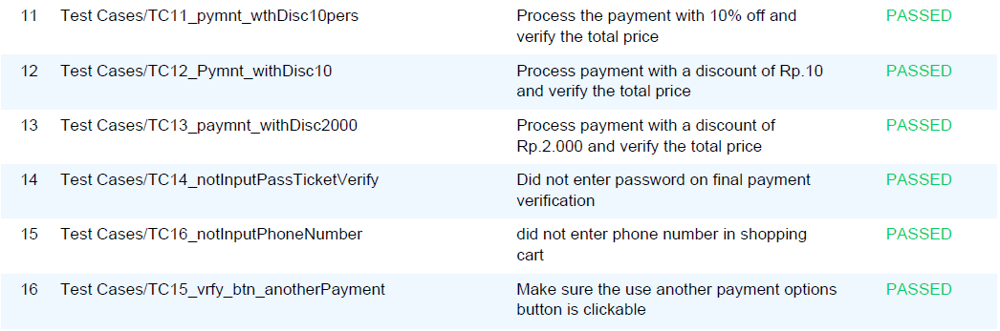 11 Test Cases/TC11_pymnt_wthDisc10pers Process the payment with 10% off and PASSED
verify the total price
12 Test Cases/TC12_Pymnt_withDisc10 Process payment with a discount of Rp.10 PASSED
and verify the total price
13 Test Cases/TC13_paymnt_withDisc2000 Process payment with a discount of PASSED
Rp.2.000 and verify the total price
14 Test Cases/TC14_notInputPassTicketVerify Did not enter password on final payment PASSED
verification
15 Test Cases/TC16_notInputPhoneNumber did not enter phone number in shopping PASSED
cart
16 Test Cases/TC15_vrfy_btn_anotherPayment Make sure the use another payment options PASSED
button is clickable